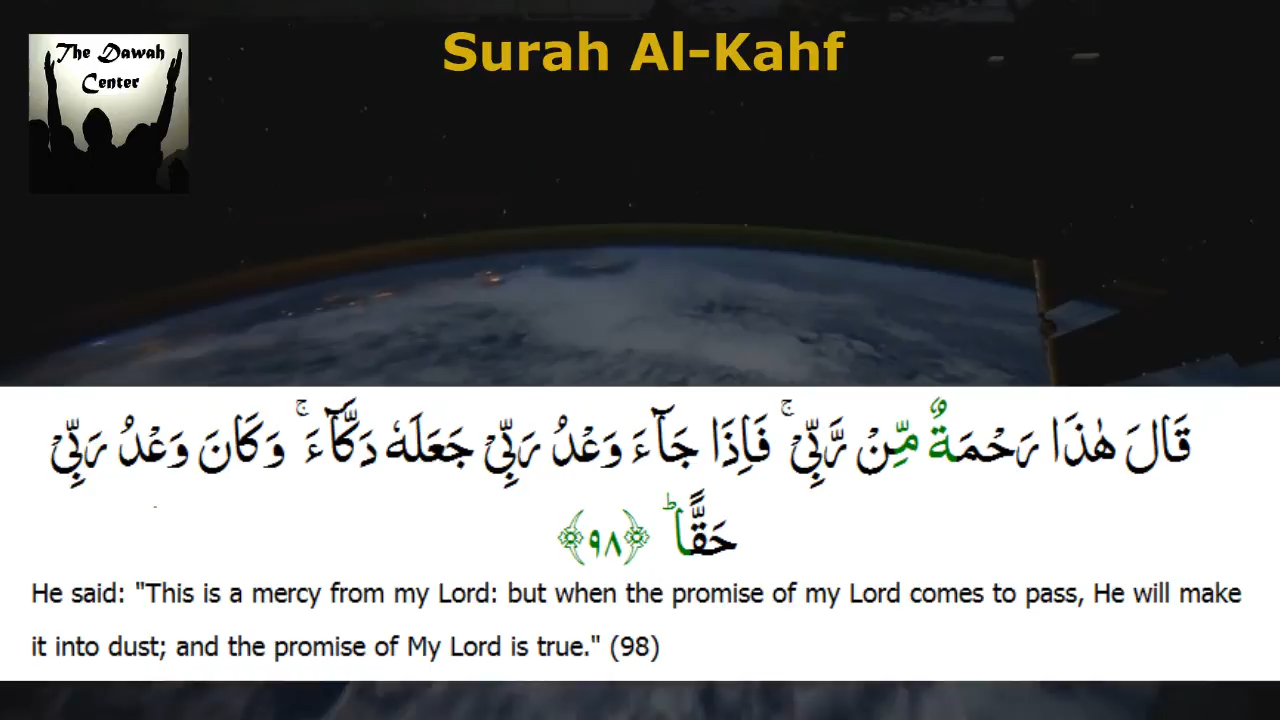 The Dawah
Center
Surah Al-Kahf
قَالَ هٰذَا رَحْمَةٌ مِّنْ رَّبِّيْ ۚ فَاِذَا جَآءَ وَعْدُ رَبِّيْ جَعَلَهٗ دَكَّآءَ ۚ وَكَانَ وَعْدُ رَبِّيْ
حَقًّا ؕ ﴿٩٨﴾
He said: "This is a mercy from my Lord: but when the promise of my Lord comes to pass, He will make
it into dust; and the promise of My Lord is true." (98)